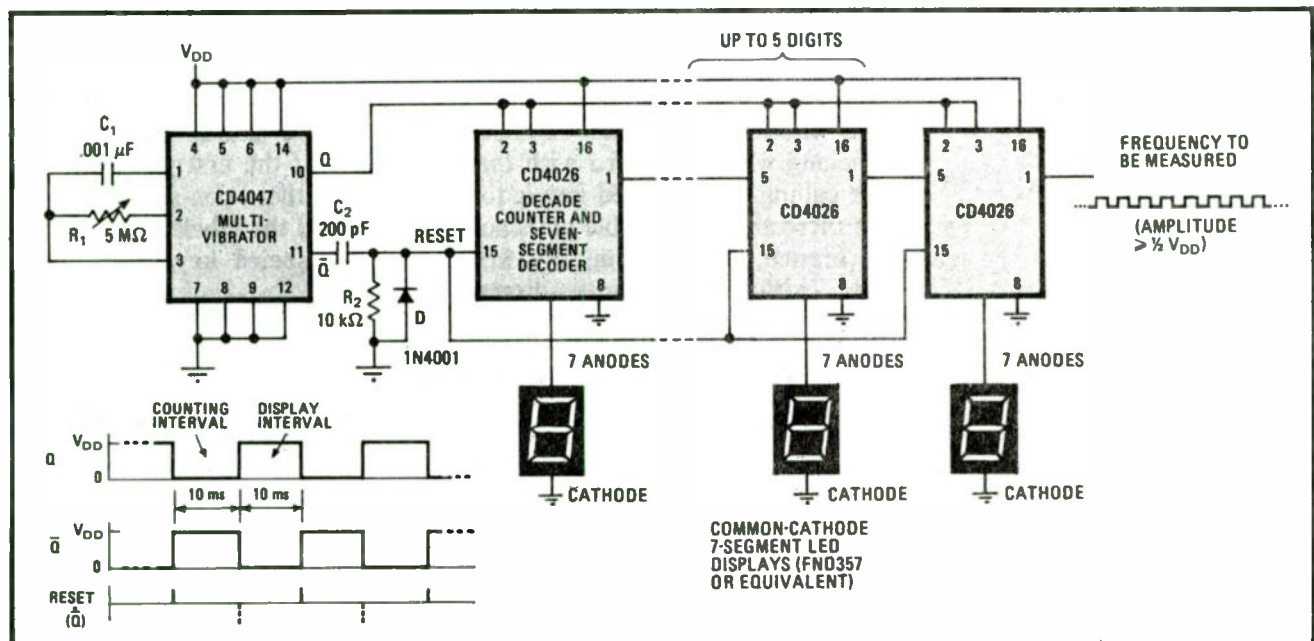 UP TO 5 DIGITS
V_DD
C₁
.001 μF
R₁ 5 MΩ
4 5 6 14
1
2
3
10
11
7 8 9 12
CD4047
MULTI-
VIBRATOR
Q
Q̄
C₂
200 pF
R₂
10 kΩ
D
1N4001
RESET
2 3 16
15
1
8
CD4026
DECADE
COUNTER AND
SEVEN-
SEGMENT
DECODER
2 3 16
5
1
15
8
CD4026
2 3 16
5
1
15
8
CD4026
FREQUENCY TO
BE MEASURED
(AMPLITUDE
≥ ½ V_DD)
7 ANODES
7 ANODES
7 ANODES
CATHODE
CATHODE
CATHODE
COMMON-CATHODE
7-SEGMENT LED
DISPLAYS (FND357
OR EQUIVALENT)
COUNTING
INTERVAL
DISPLAY
INTERVAL
Q
V_DD
0
10 ms 10 ms
Q̄
V_DD
0
RESET
(Q̄)